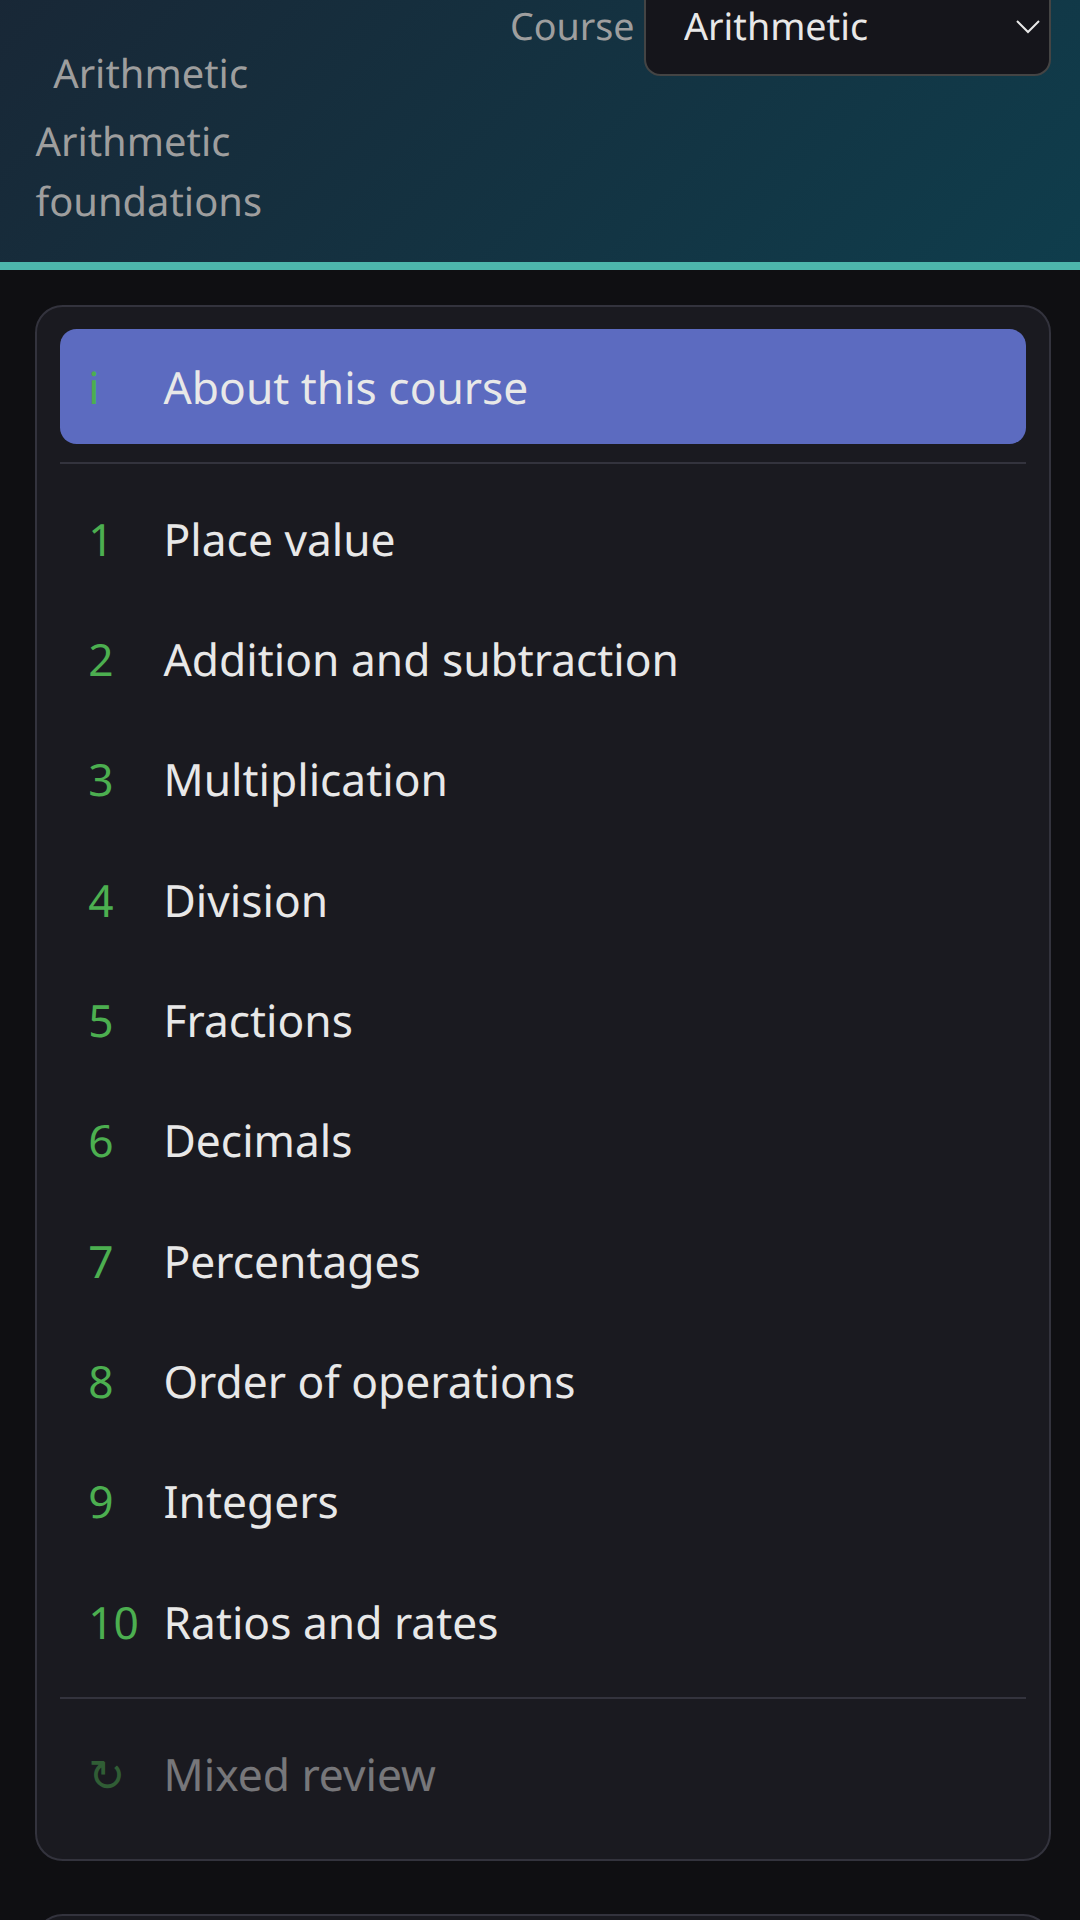 Course Arithmetic
Arithmetic
Arithmetic
foundations
i About this course
1 Place value
2 Addition and subtraction
3 Multiplication
4 Division
5 Fractions
6 Decimals
7 Percentages
8 Order of operations
9 Integers
10 Ratios and rates
↻ Mixed review